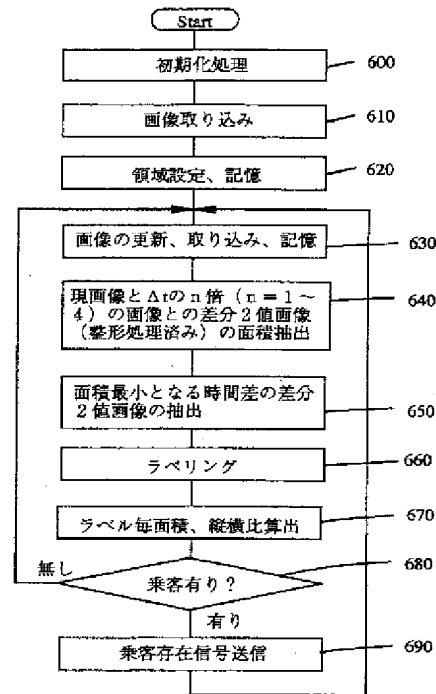 Start
初期化処理
600
画像取り込み
610
領域設定、記憶
620
画像の更新、取り込み、記憶
630
現画像とΔtのn倍（n＝1～
4）の画像との差分2値画像
（整形処理済み）の面積抽出
640
面積最小となる時間差の差分
2値画像の抽出
650
ラベリング
660
ラベル毎面積、縦横比算出
670
無し
乗客有り？
680
有り
乗客存在信号送信
690